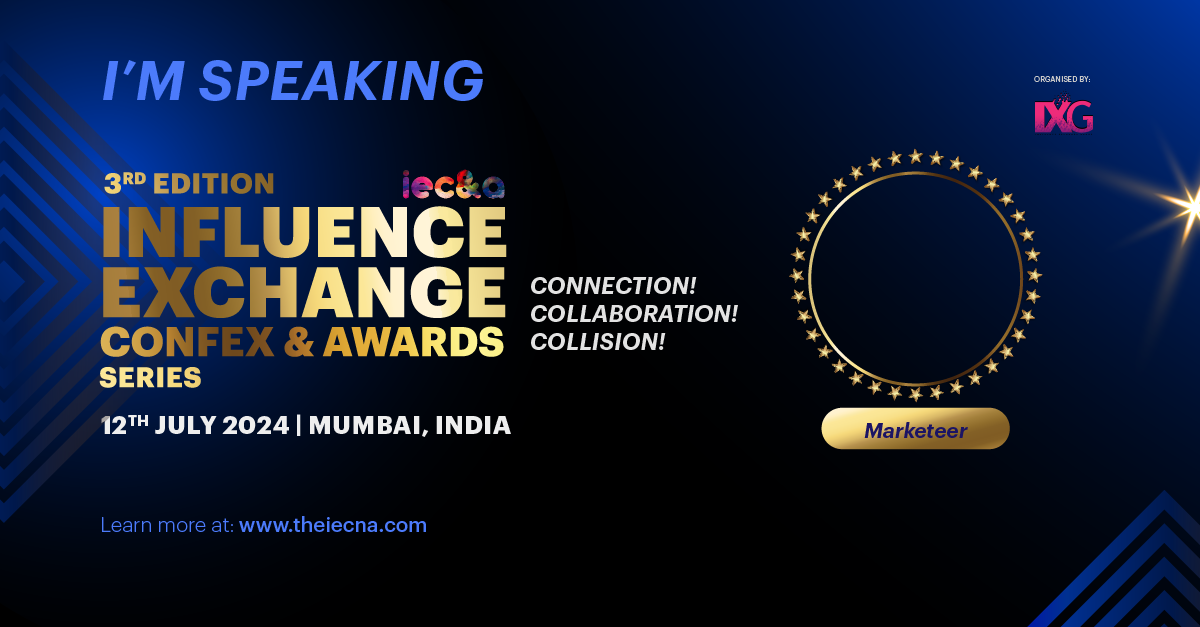 I'M SPEAKING
ORGANISED BY:
IXG
3RD EDITION
iec&a
INFLUENCE
EXCHANGE
CONFEX & AWARDS
SERIES
CONNECTION!
COLLABORATION!
COLLISION!
12TH JULY 2024 | MUMBAI, INDIA
Marketeer
Learn more at: www.theiecna.com